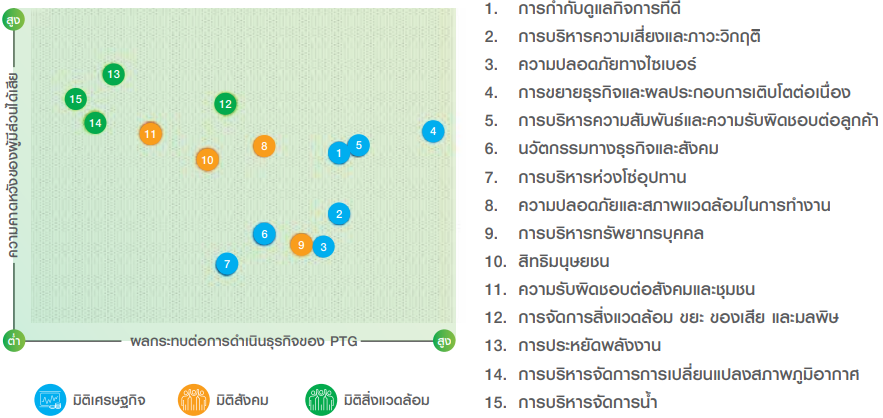 สูง
ความคาดหวังของผู้มีส่วนได้เสีย
ต่ำ
ผลกระทบต่อการดำเนินธุรกิจของ PTG
สูง
13
15
14
12
11
10
8
4
5
1
2
6
9
3
7
มิติเศรษฐกิจ
มิติสังคม
มิติสิ่งแวดล้อม
1. การกำกับดูแลกิจการที่ดี
2. การบริหารความเสี่ยงและภาวะวิกฤติ
3. ความปลอดภัยทางไซเบอร์
4. การขยายธุรกิจและผลประกอบการเติบโตต่อเนื่อง
5. การบริหารความสัมพันธ์และความรับผิดชอบต่อลูกค้า
6. นวัตกรรมทางธุรกิจและสังคม
7. การบริหารห่วงโซ่อุปทาน
8. ความปลอดภัยและสภาพแวดล้อมในการทำงาน
9. การบริหารทรัพยากรบุคคล
10. สิทธิมนุษยชน
11. ความรับผิดชอบต่อสังคมและชุมชน
12. การจัดการสิ่งแวดล้อม ขยะ ของเสีย และมลพิษ
13. การประหยัดพลังงาน
14. การบริหารจัดการการเปลี่ยนแปลงสภาพภูมิอากาศ
15. การบริหารจัดการน้ำ